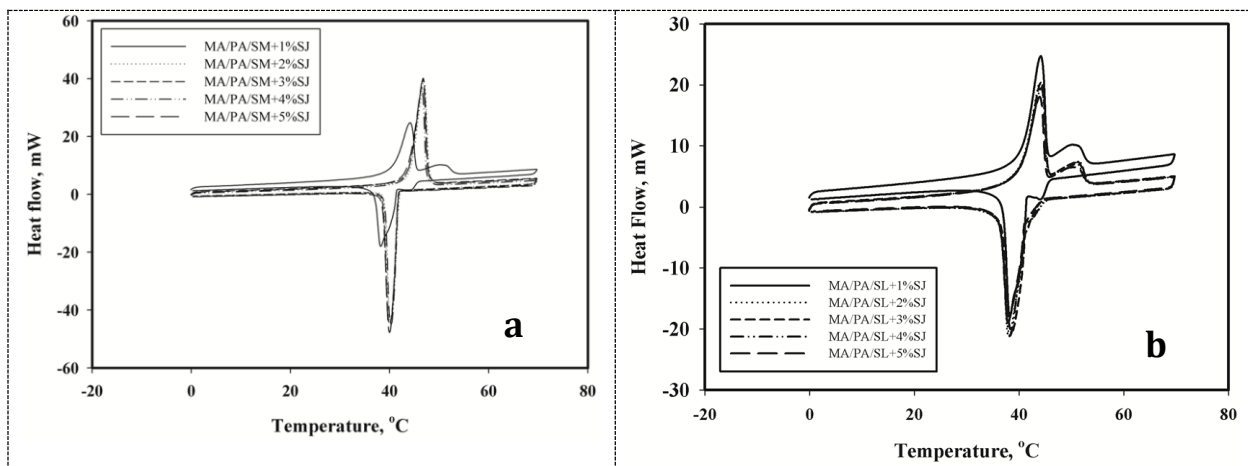 60
40
20
0
-20
-40
-60
Heat flow, mW
MA/PA/SM+1%SJ
MA/PA/SM+2%SJ
MA/PA/SM+3%SJ
MA/PA/SM+4%SJ
MA/PA/SM+5%SJ
a
-20 0 20 40 60 80
Temperature, °C
30
20
10
0
-10
-20
-30
Heat Flow, mW
MA/PA/SL+1%SJ
MA/PA/SL+2%SJ
MA/PA/SL+3%SJ
MA/PA/SL+4%SJ
MA/PA/SL+5%SJ
b
-20 0 20 40 60 80
Temperature, °C